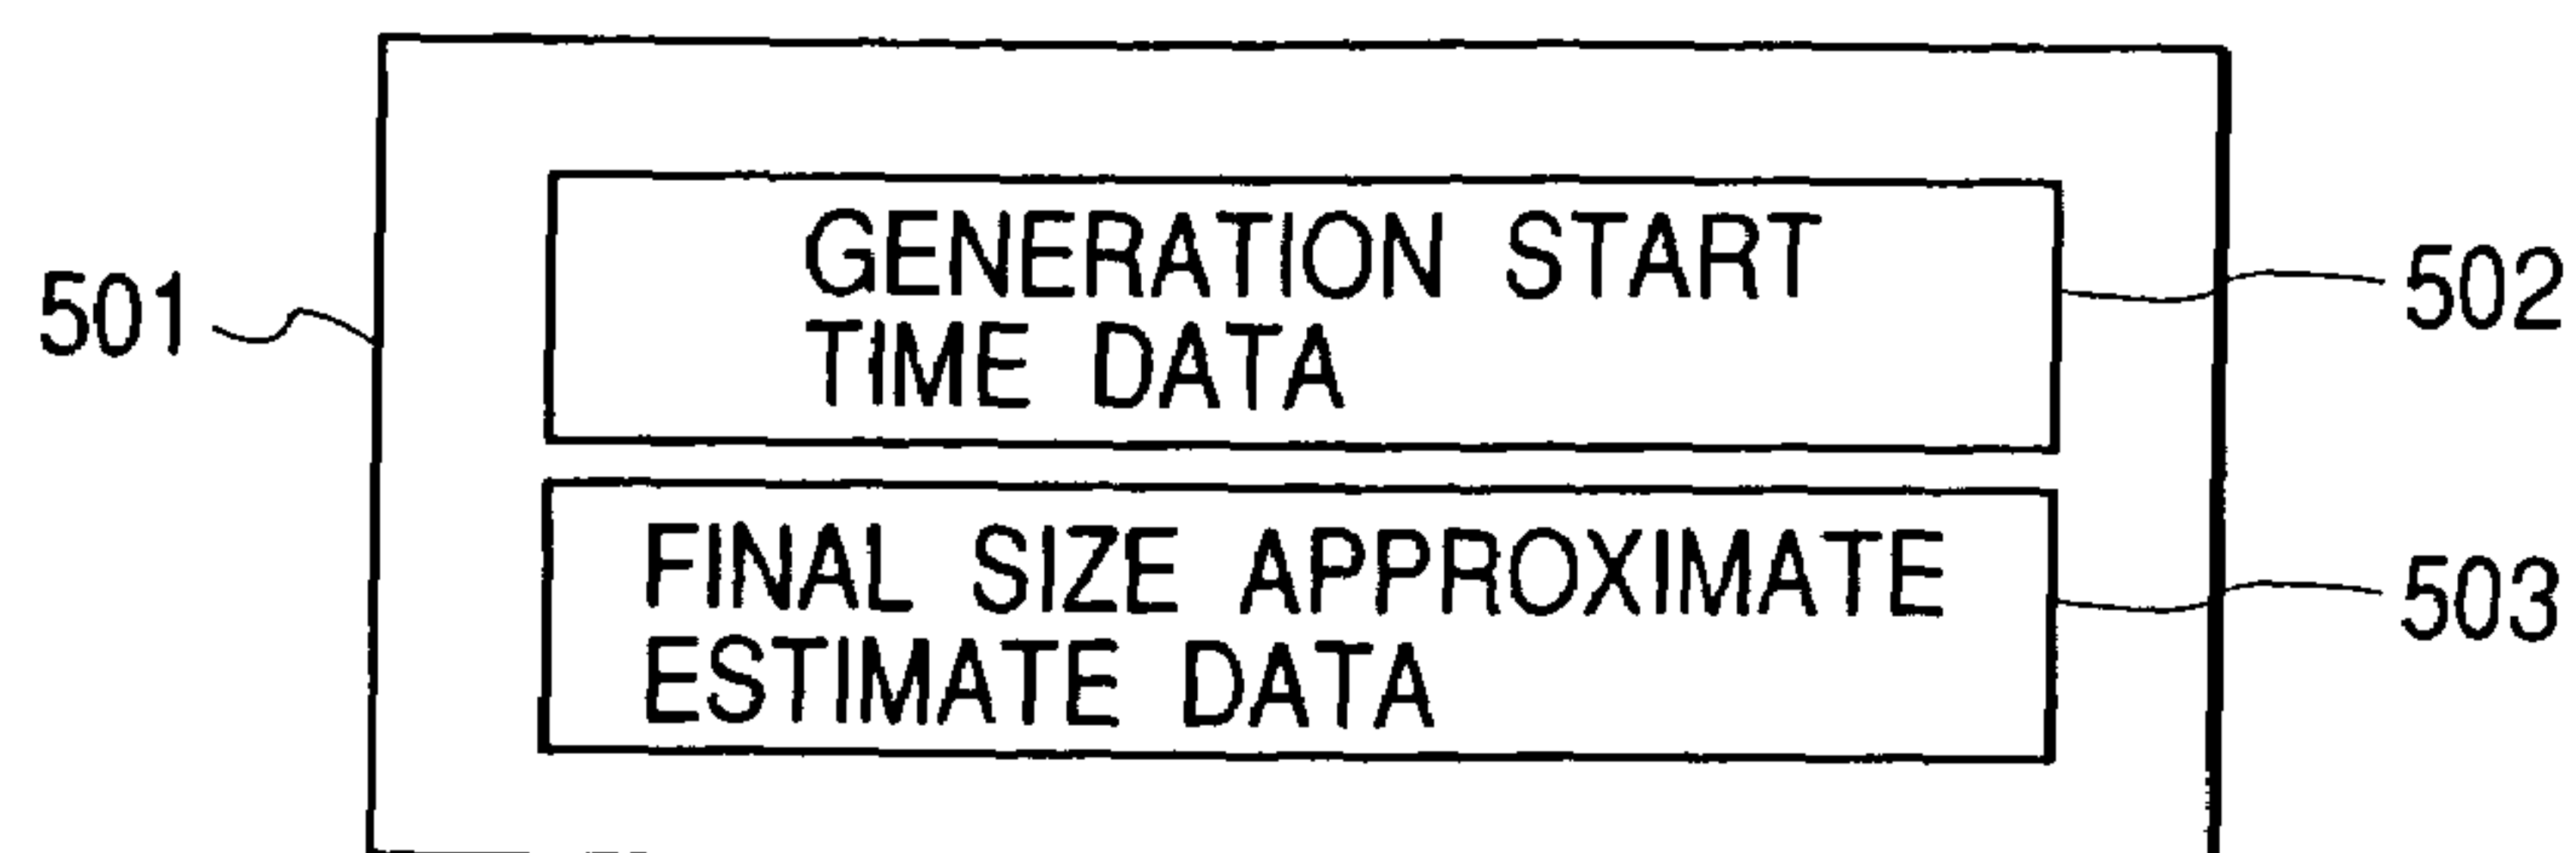 GENERATION START
TIME DATA
501
502
FINAL SIZE APPROXIMATE
ESTIMATE DATA
503